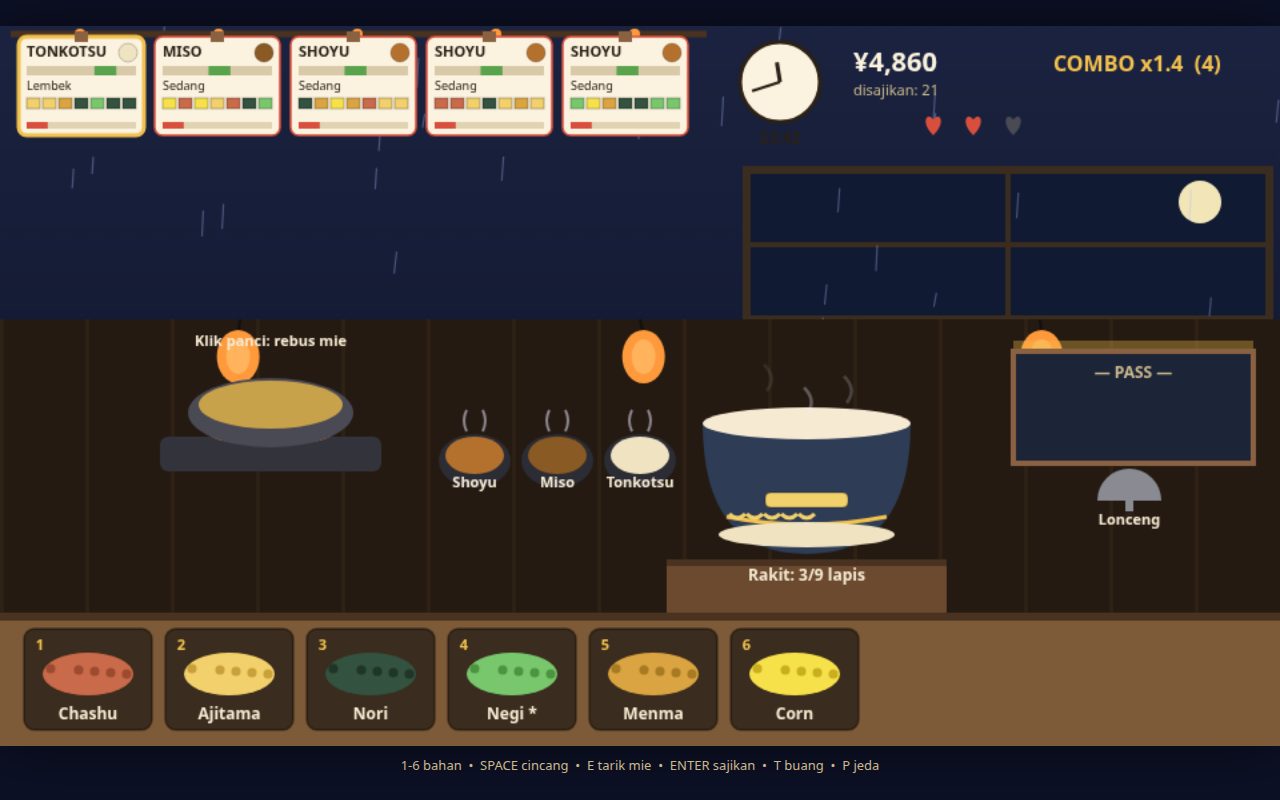 TONKOTSU
Lembek
MISO
Sedang
SHOYU
Sedang
SHOYU
Sedang
SHOYU
Sedang
¥4,860
disajikan: 21
COMBO x1.4 (4)
Klik panci: rebus mie
Shoyu
Miso
Tonkotsu
— PASS —
Lonceng
Rakit: 3/9 lapis
1
Chashu
2
Ajitama
3
Nori
4
Negi *
5
Menma
6
Corn
1-6 bahan • SPACE cincang • E tarik mie • ENTER sajikan • T buang • P jeda